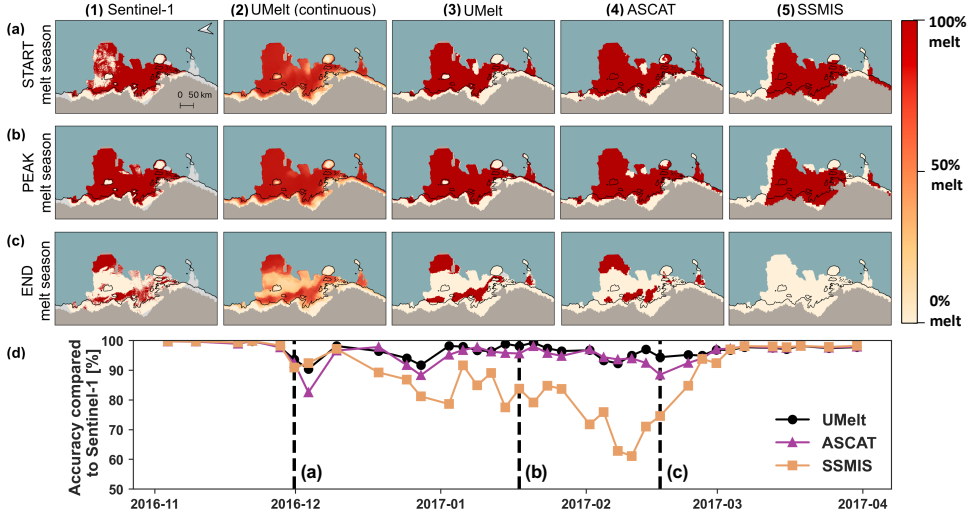 (1) Sentinel-1 (2) UMelt (continuous) (3) UMelt (4) ASCAT (5) SSMIS
(a)
START
melt season
0 50 km
(b)
PEAK
melt season
(c)
END
melt season
100%
melt
50%
melt
0%
melt
(d)
Accuracy compared
to Sentinel-1 [%]
100
90
80
70
60
50
(a) (b) (c)
UMelt
ASCAT
SSMIS
2016-11 2016-12 2017-01 2017-02 2017-03 2017-04